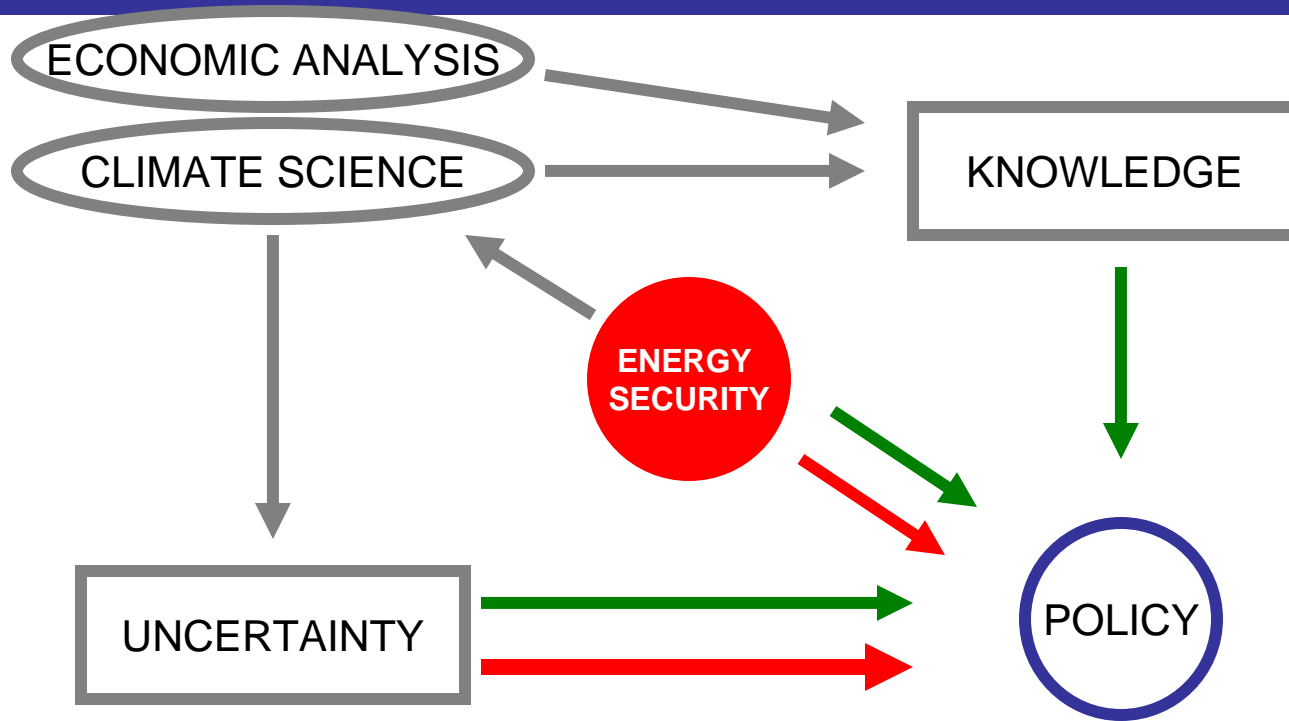 ECONOMIC ANALYSIS
CLIMATE SCIENCE
KNOWLEDGE
ENERGY
SECURITY
UNCERTAINTY
POLICY